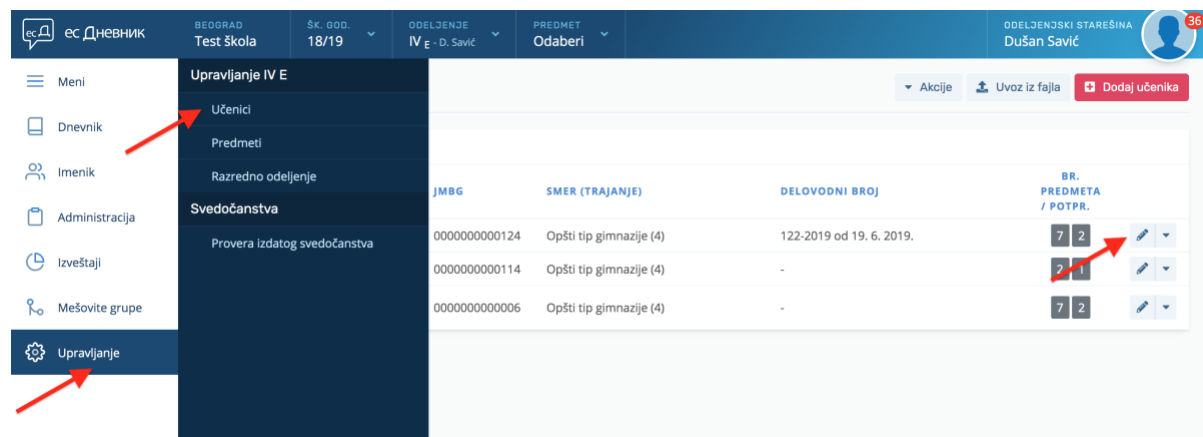 ес Д ес Дневник
BEOGRAD
Test škola
ŠK. GOD.
18/19
ODELJENJE
IV E - D. Savić
PREDMET
Odaberi
ODELJENJSKI STAREŠINA
Dušan Savić
36
Meni
Dnevnik
Imenik
Administracija
Izveštaji
Mešovite grupe
Upravljanje
Upravljanje IV E
Učenici
Predmeti
Razredno odeljenje
Svedočanstva
Provera izdatog svedočanstva
Akcije Uvoz iz fajla Dodaj učenika
JMBG SMER (TRAJANJE) DELOVODNI BROJ BR.
PREDMETA
/ POTPR.
0000000000124 Opšti tip gimnazije (4) 122-2019 od 19. 6. 2019. 7 2
0000000000114 Opšti tip gimnazije (4) - 2 1
0000000000006 Opšti tip gimnazije (4) - 7 2